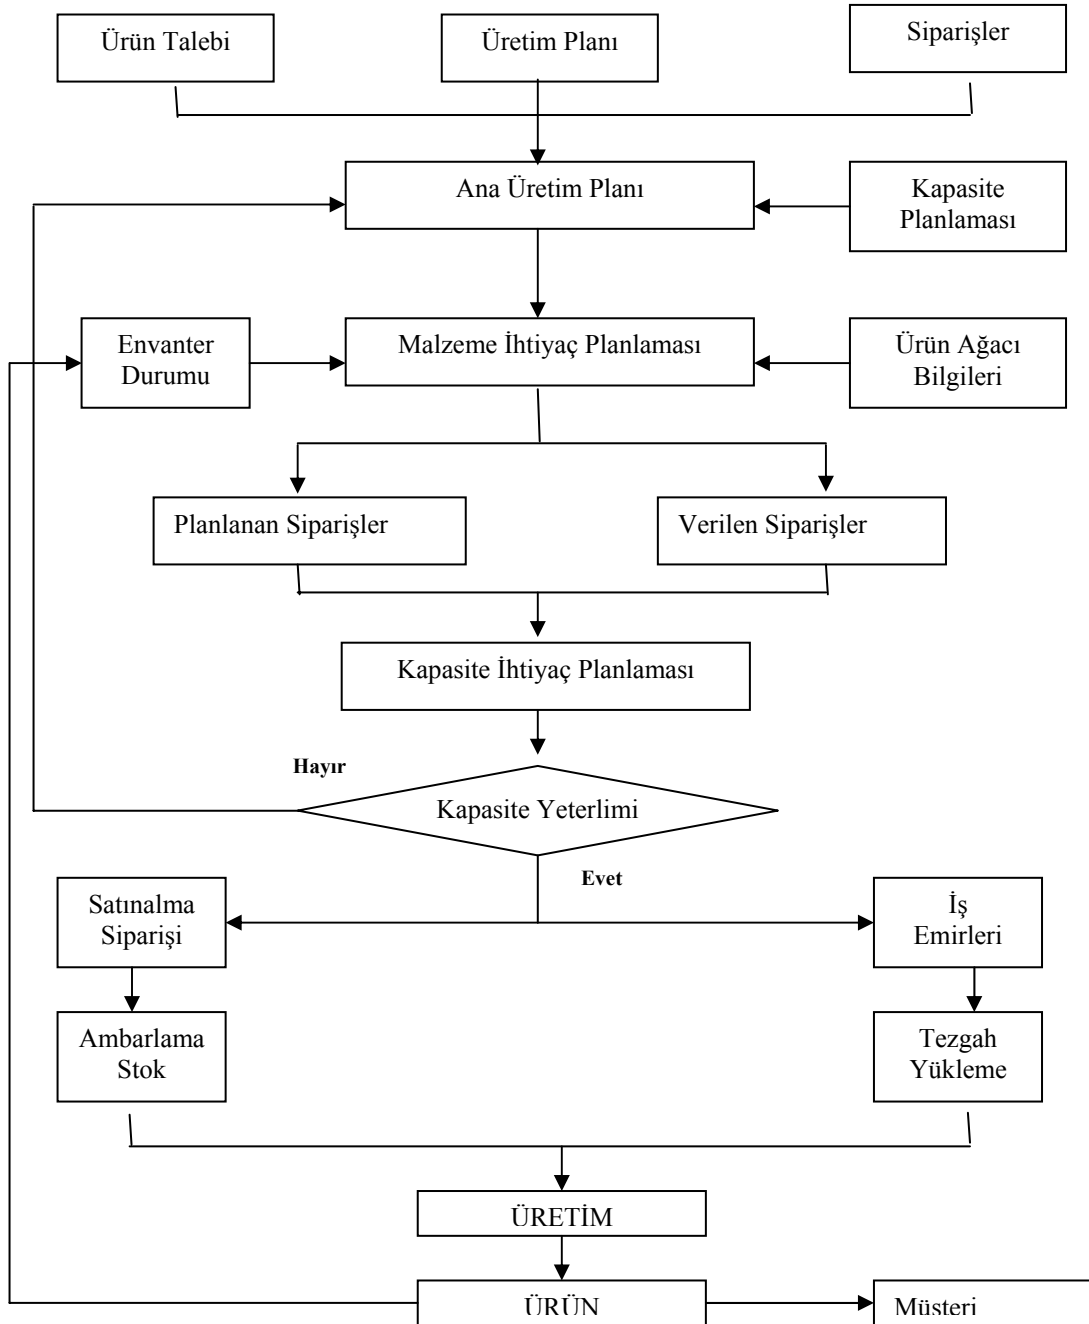 Ürün Talebi
Üretim Planı
Siparişler
Ana Üretim Planı
Kapasite
Planlaması
Envanter
Durumu
Malzeme İhtiyaç Planlaması
Ürün Ağacı
Bilgileri
Planlanan Siparişler
Verilen Siparişler
Kapasite İhtiyaç Planlaması
Hayır
Kapasite Yeterlimi
Evet
Satınalma
Siparişi
İş
Emirleri
Ambarlama
Stok
Tezgah
Yükleme
ÜRETİM
ÜRÜN
Müşteri